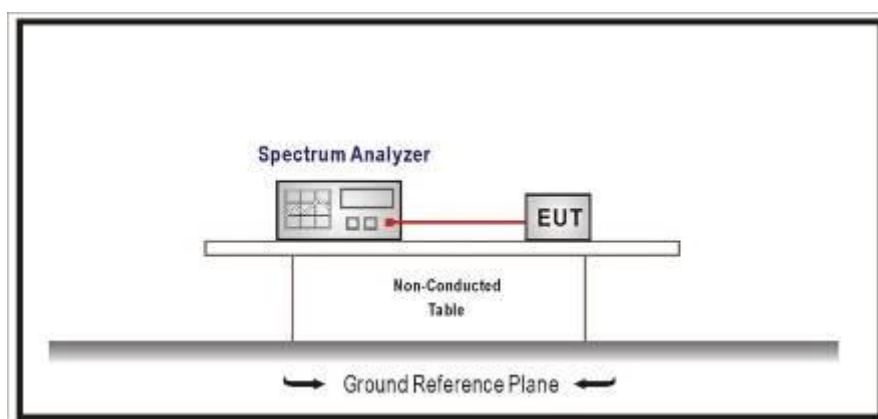 Spectrum Analyzer
EUT
Non-Conducted
Table
Ground Reference Plane